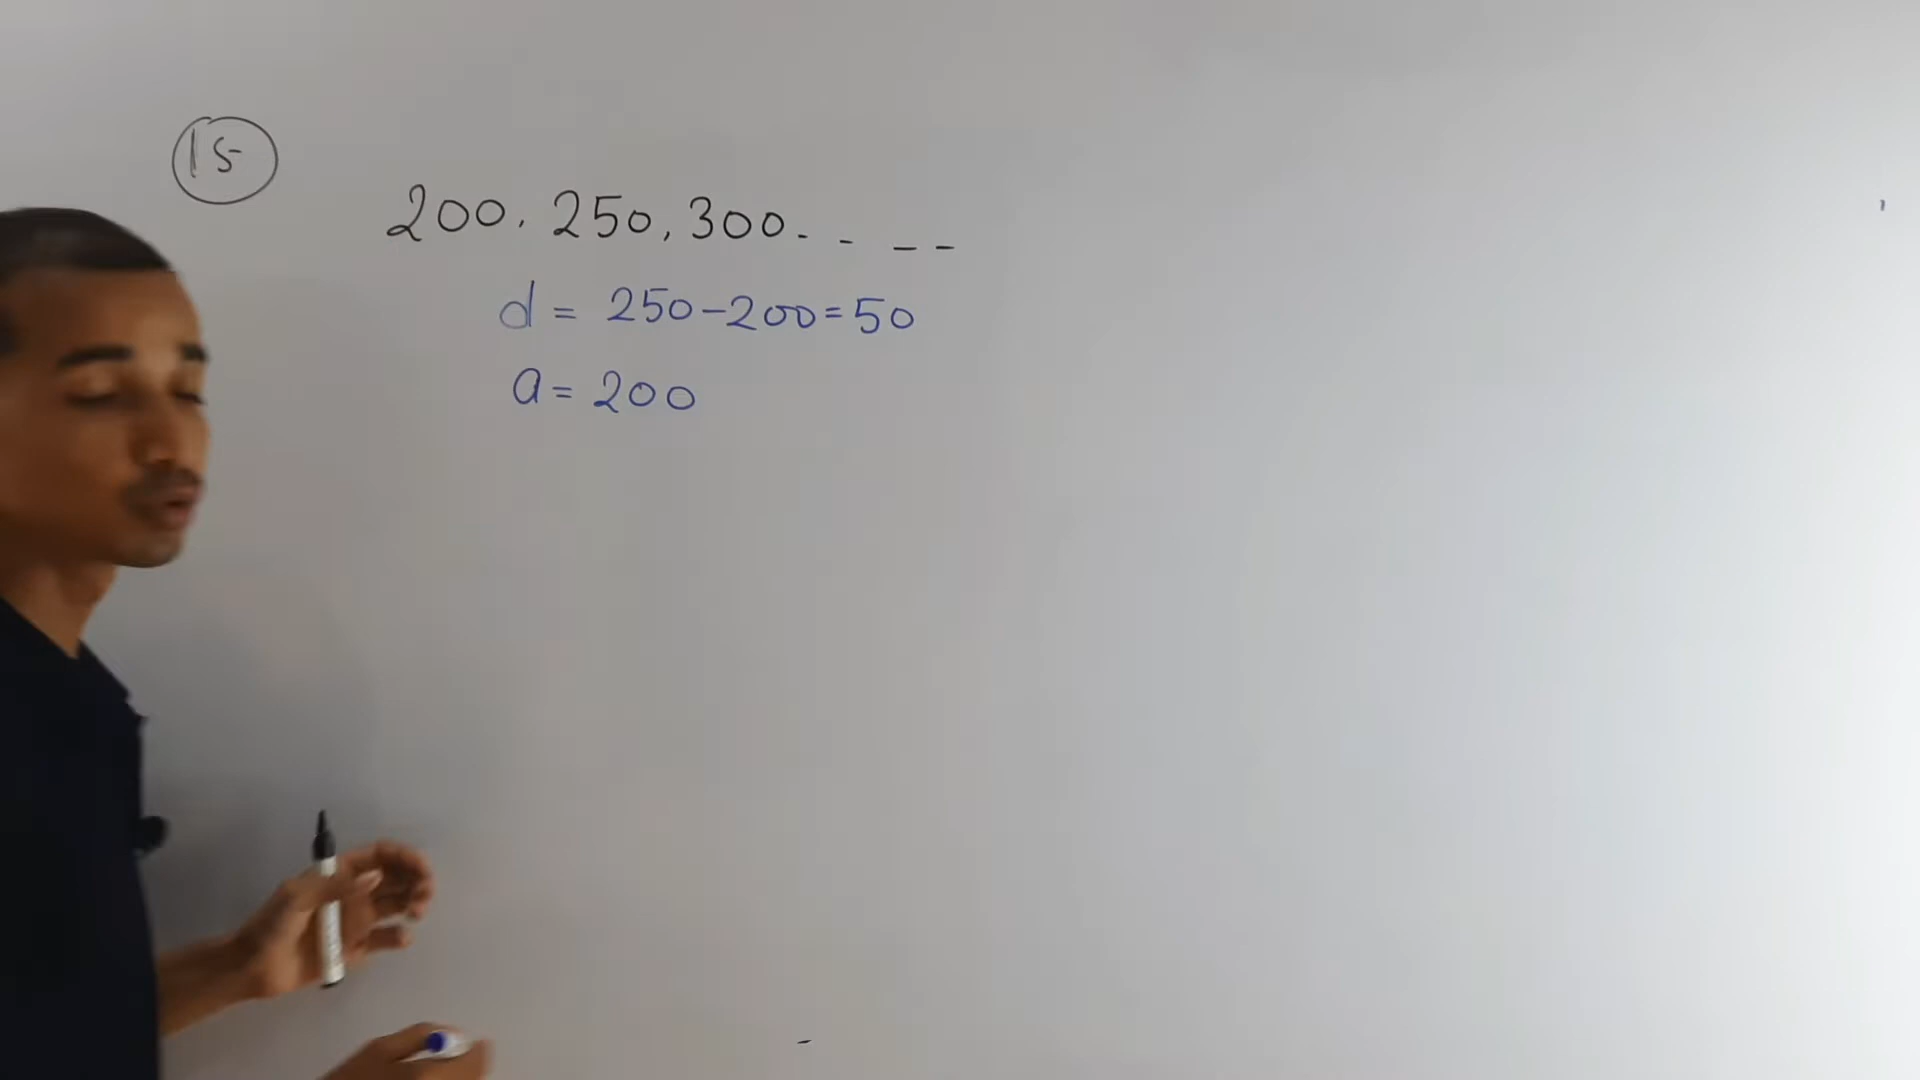 15
200, 250, 300 . . _ _
d = 250-200=50
a = 200